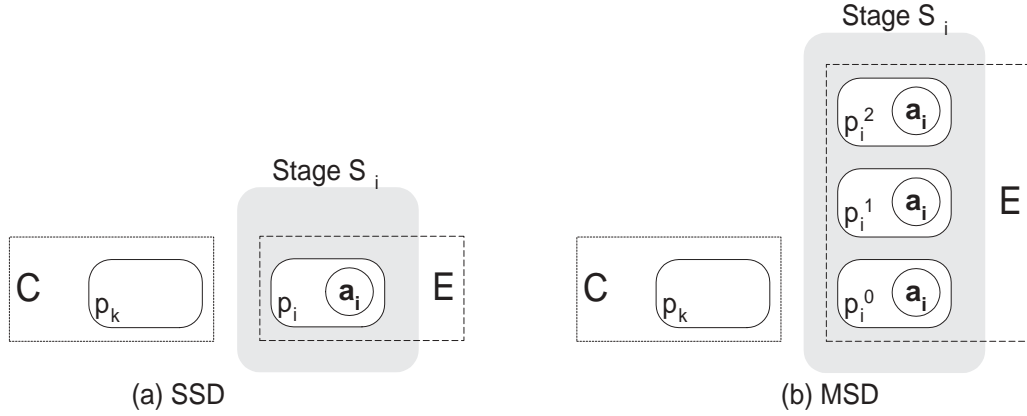 Stage S i
C
p k
p i
a i
E
(a) SSD
Stage S i
p i 2
a i
p i 1
a i
p i 0
a i
E
C
p k
(b) MSD